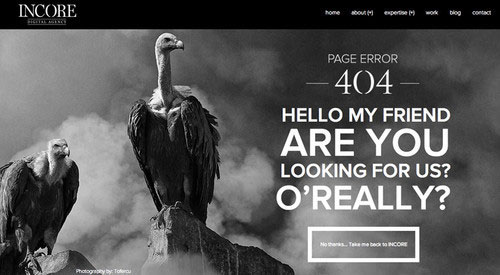 INCORE
DIGITAL AGENCY
home about (+) expertise (+) work blog contact
PAGE ERROR
404
HELLO MY FRIEND
ARE YOU
LOOKING FOR US?
O'REALLY?
No thanks... Take me back to INCORE
Photography by: Tafercu